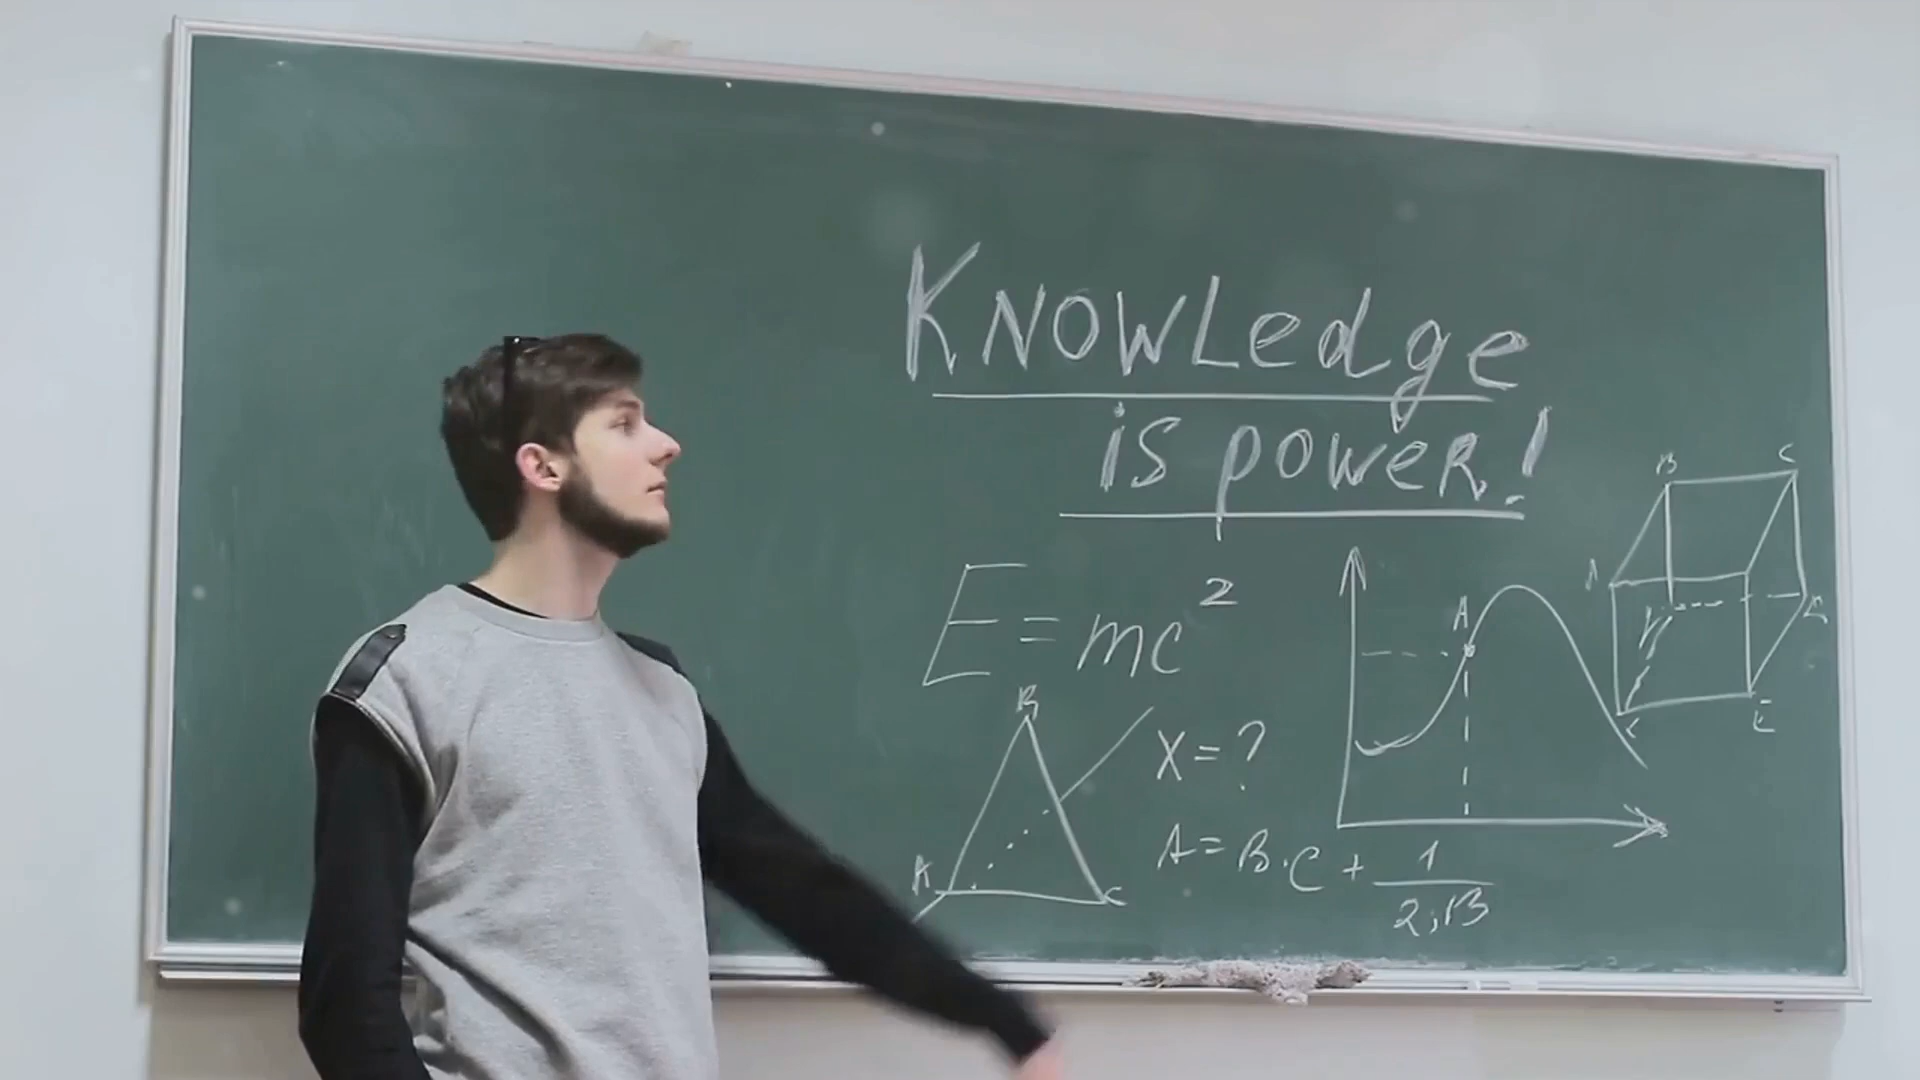 KNOWLedge
is poweR!
E = mc²
B
A
C
X = ?
A = B · C + 1
2,13
A
B
C
E